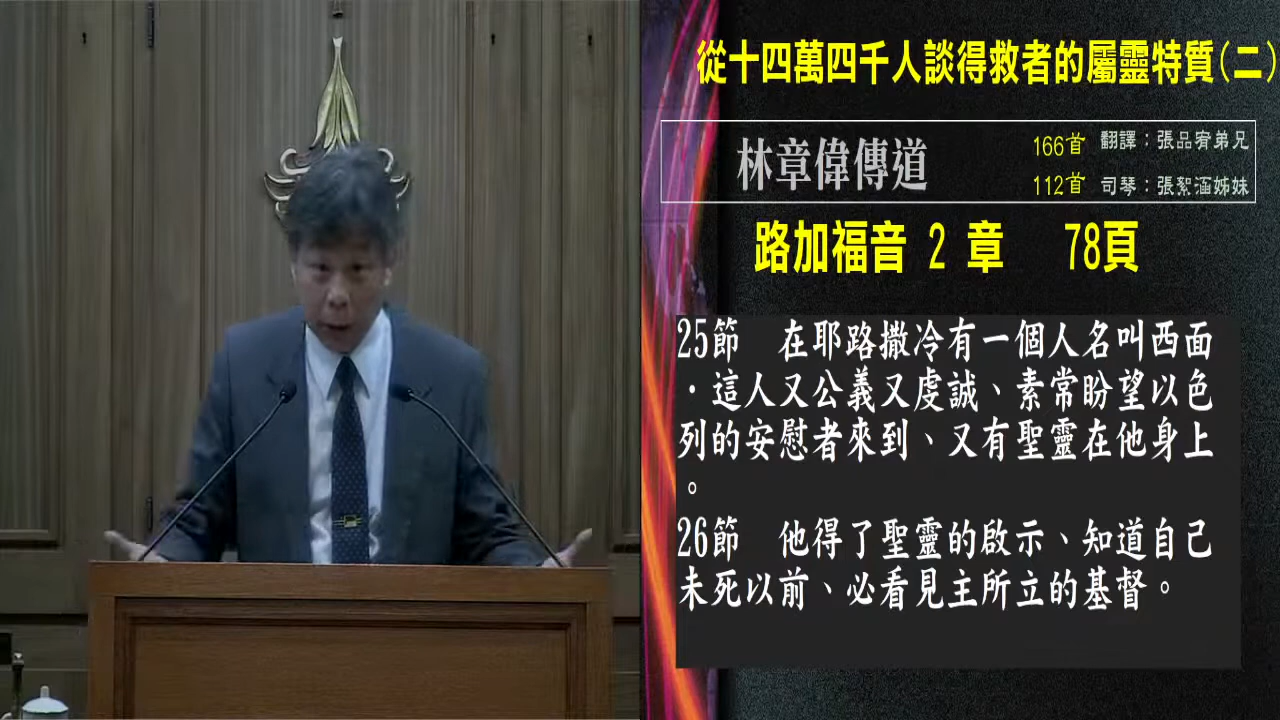 從十四萬四千人談得救者的屬靈特質(二)
林章偉傳道
166首 翻譯：張品宥弟兄
112首 司琴：張絮涵姊妹
路加福音 2 章 78頁
25節 在耶路撒冷有一個人名叫西面
．這人又公義又虔誠、素常盼望以色
列的安慰者來到、又有聖靈在他身上
。
26節 他得了聖靈的啟示、知道自己
未死以前、必看見主所立的基督。